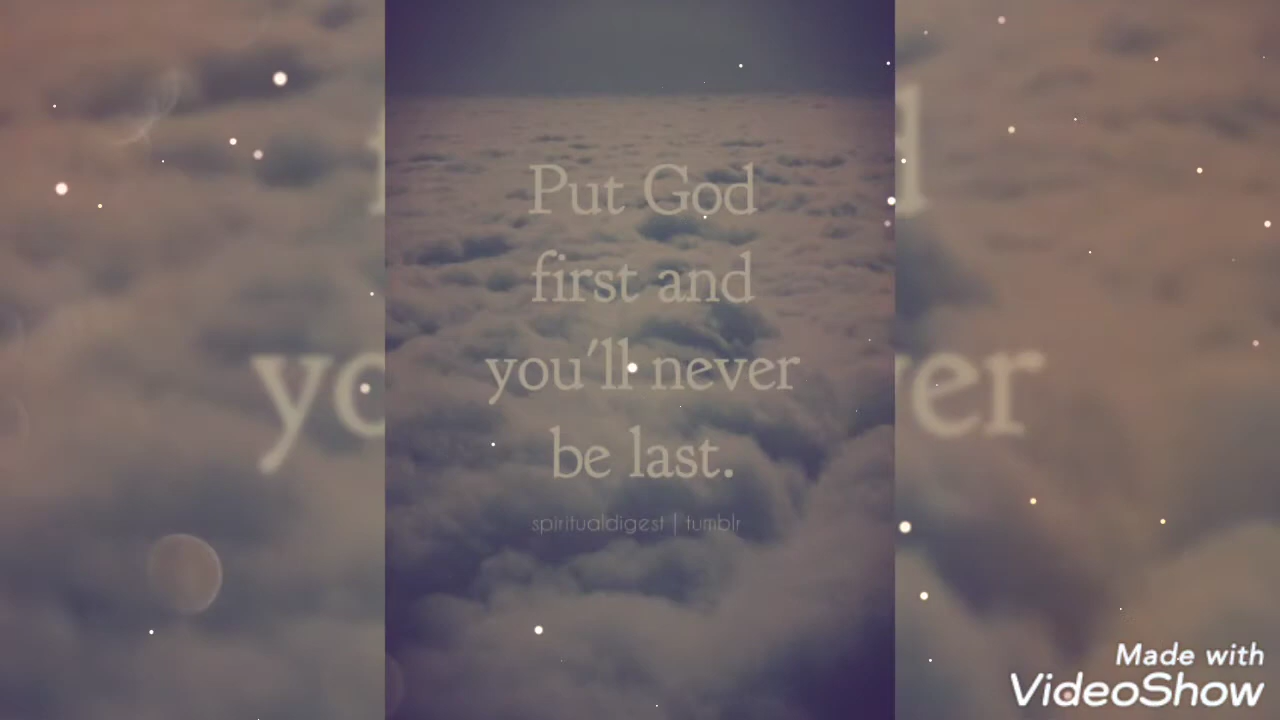 Put God
first and
you'll never
be last.
spiritualdigest | tumblr
Made with
VideoShow